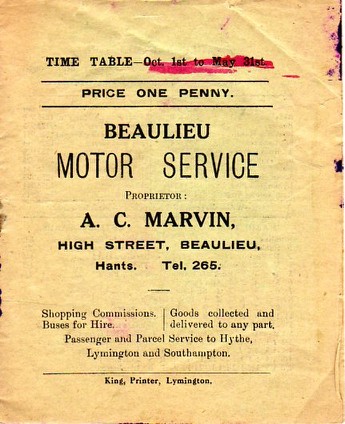 TIME TABLE—Oct. 1st to May 31st.
PRICE ONE PENNY.
BEAULIEU
MOTOR SERVICE
PROPRIETOR:
A. C. MARVIN,
HIGH STREET, BEAULIEU,
Hants. Tel. 265.
Shopping Commissions. Goods collected and
Buses for Hire. delivered to any part.
Passenger and Parcel Service to Hythe,
Lymington and Southampton.
King, Printer, Lymington.